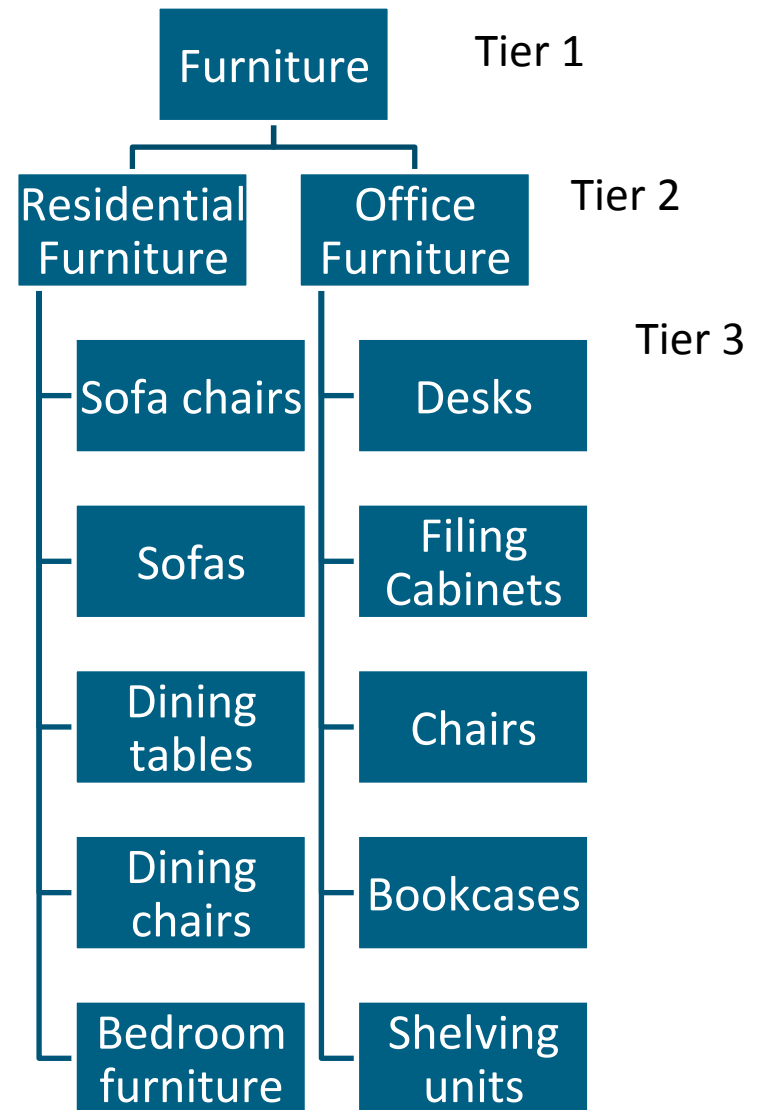 Furniture
Tier 1
Residential
Furniture
Office
Furniture
Tier 2
Tier 3
Sofa chairs
Desks
Sofas
Filing
Cabinets
Dining
tables
Chairs
Dining
chairs
Bookcases
Bedroom
furniture
Shelving
units